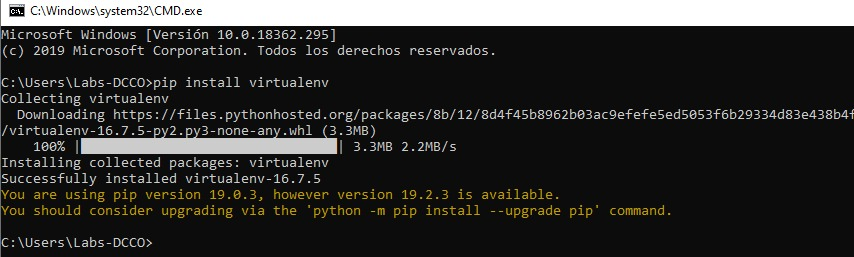 C:\Windows\system32\CMD.exe
Microsoft Windows [Versión 10.0.18362.295]
(c) 2019 Microsoft Corporation. Todos los derechos reservados.
C:\Users\Labs-DCCO>pip install virtualenv
Collecting virtualenv
Downloading https://files.pythonhosted.org/packages/8b/12/8d4f45b8962b03ac9efefe5ed5053f6b29334d83e438b4f
/virtualenv-16.7.5-py2.py3-none-any.whl (3.3MB)
100% |████████████████████████████████| 3.3MB 2.2MB/s
Installing collected packages: virtualenv
Successfully installed virtualenv-16.7.5
You are using pip version 19.0.3, however version 19.2.3 is available.
You should consider upgrading via the 'python -m pip install --upgrade pip' command.
C:\Users\Labs-DCCO>